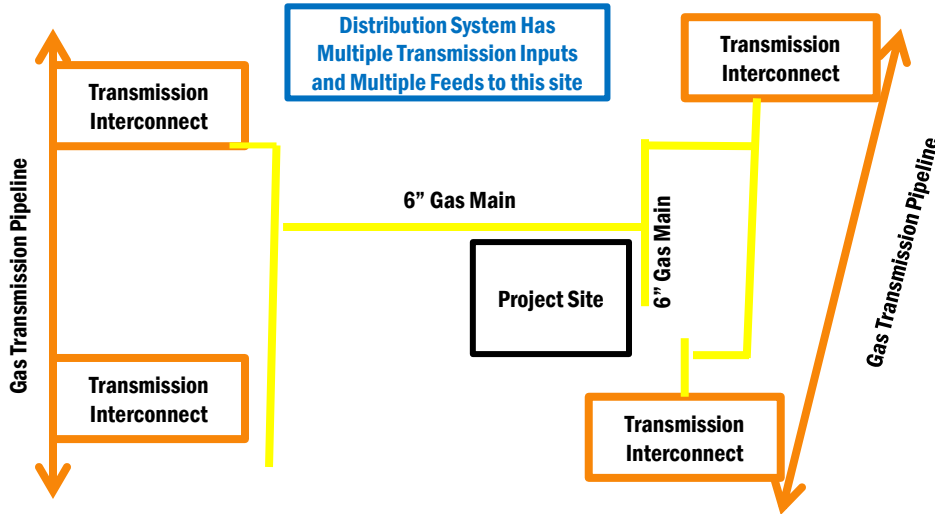 Distribution System Has
Multiple Transmission Inputs
and Multiple Feeds to this site
Transmission
Interconnect
Transmission
Interconnect
Gas Transmission Pipeline
6” Gas Main
6” Gas Main
Project Site
Gas Transmission Pipeline
Transmission
Interconnect
Transmission
Interconnect